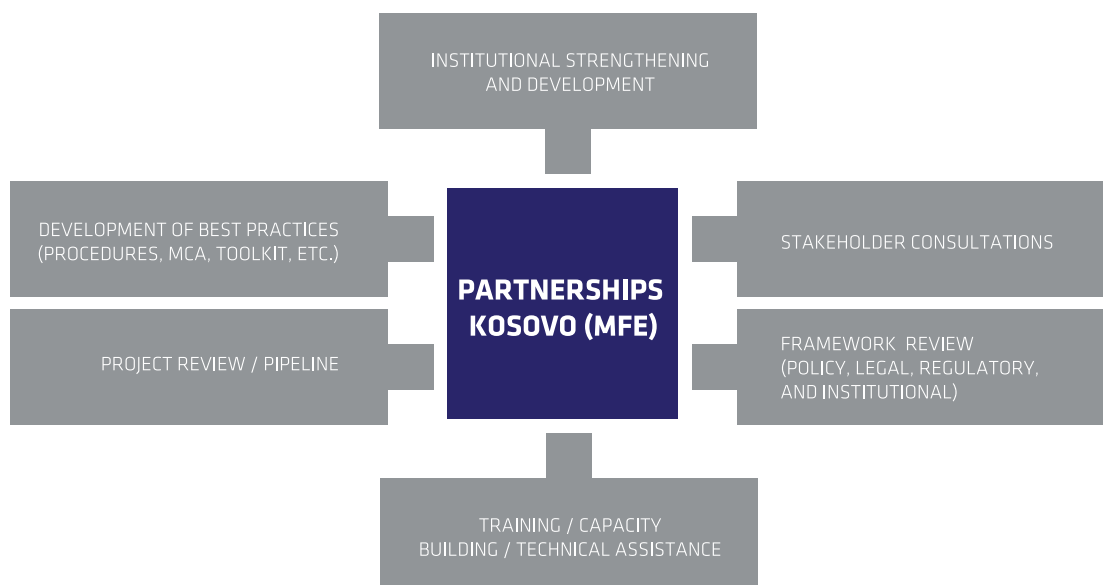 INSTITUTIONAL STRENGTHENING
AND DEVELOPMENT
DEVELOPMENT OF BEST PRACTICES
(PROCEDURES, MCA, TOOLKIT, ETC.)
STAKEHOLDER CONSULTATIONS
PARTNERSHIPS
KOSOVO (MFE)
PROJECT REVIEW / PIPELINE
FRAMEWORK REVIEW
(POLICY, LEGAL, REGULATORY,
AND INSTITUTIONAL)
TRAINING / CAPACITY
BUILDING / TECHNICAL ASSISTANCE